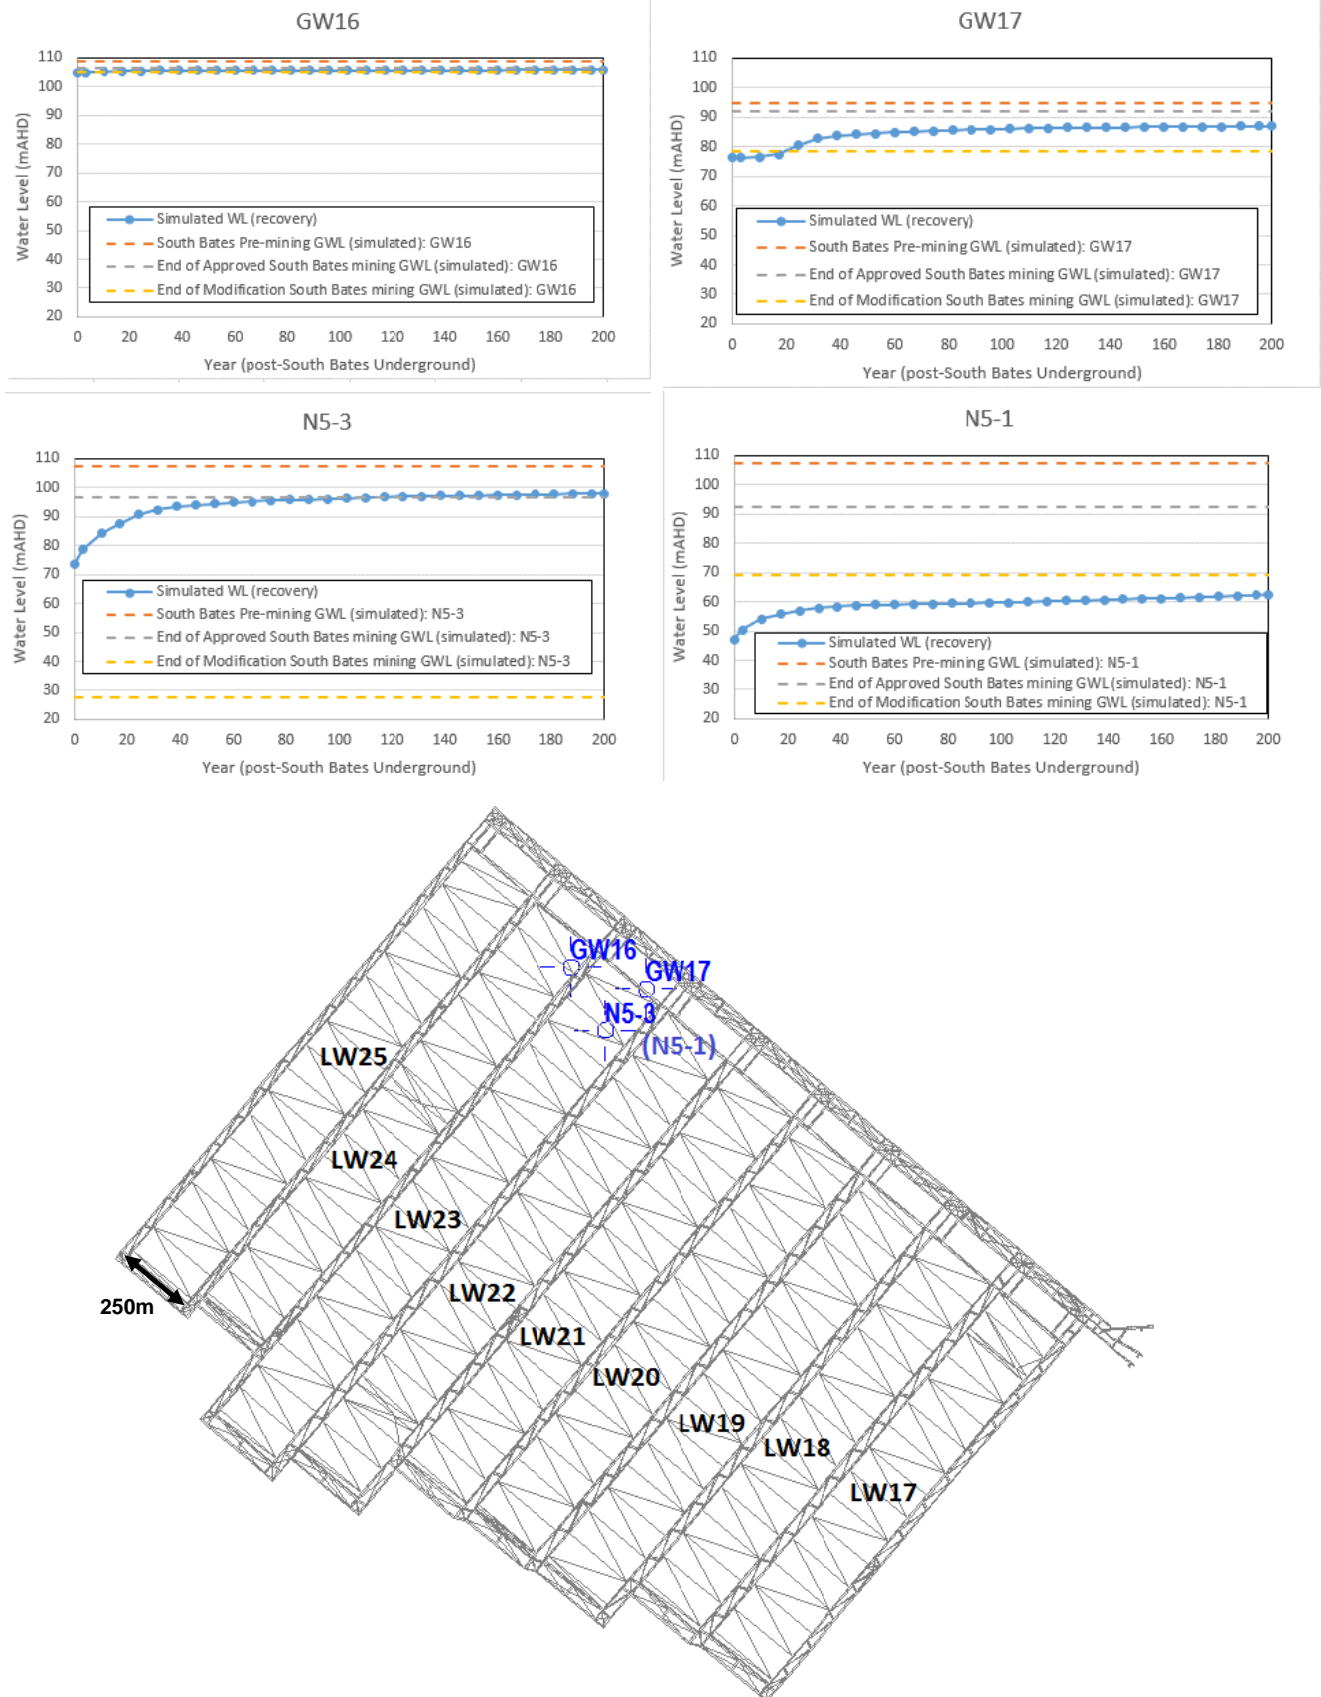 GW16
110
100
90
80
70
60
50
40
30
20
Water Level (mAHD)
Simulated WL (recovery)
South Bates Pre-mining GWL (simulated): GW16
End of Approved South Bates mining GWL (simulated): GW16
End of Modification South Bates mining GWL (simulated): GW16
0 20 40 60 80 100 120 140 160 180 200
Year (post-South Bates Underground)
GW17
110
100
90
80
70
60
50
40
30
20
Water Level (mAHD)
Simulated WL (recovery)
South Bates Pre-mining GWL (simulated): GW17
End of Approved South Bates mining GWL (simulated): GW17
End of Modification South Bates mining GWL (simulated): GW17
0 20 40 60 80 100 120 140 160 180 200
Year (post-South Bates Underground)
N5-3
110
100
90
80
70
60
50
40
30
20
Water Level (mAHD)
Simulated WL (recovery)
South Bates Pre-mining GWL (simulated): N5-3
End of Approved South Bates mining GWL (simulated): N5-3
End of Modification South Bates mining GWL (simulated): N5-3
0 20 40 60 80 100 120 140 160 180 200
Year (post-South Bates Underground)
N5-1
110
100
90
80
70
60
50
40
30
20
Water Level (mAHD)
Simulated WL (recovery)
South Bates Pre-mining GWL (simulated): N5-1
End of Approved South Bates mining GWL (simulated): N5-1
End of Modification South Bates mining GWL (simulated): N5-1
0 20 40 60 80 100 120 140 160 180 200
Year (post-South Bates Underground)
GW16
GW17
N5-3
(N5-1)
LW25
LW24
LW23
LW22
250m
LW21
LW20
LW19
LW18
LW17